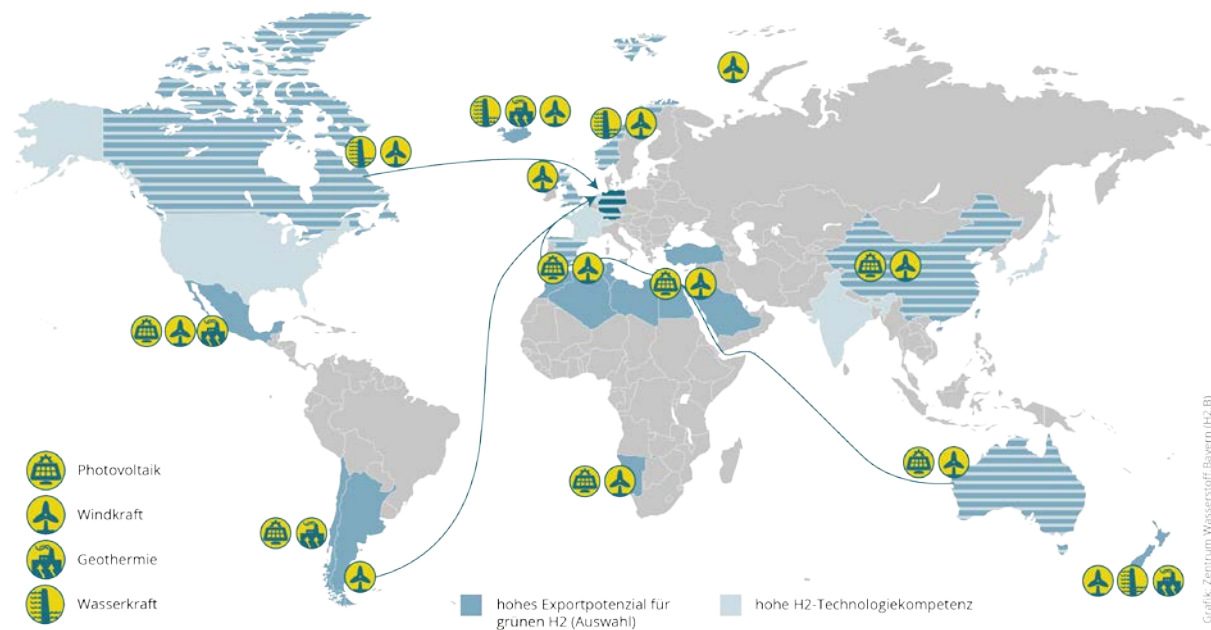 Photovoltaik
Windkraft
Geothermie
Wasserkraft
hohes Exportpotenzial für
grünen H2 (Auswahl)
hohe H2-Technologiekompetenz
Grafik: Zentrum Wasserstoff Bayern (H2.B)